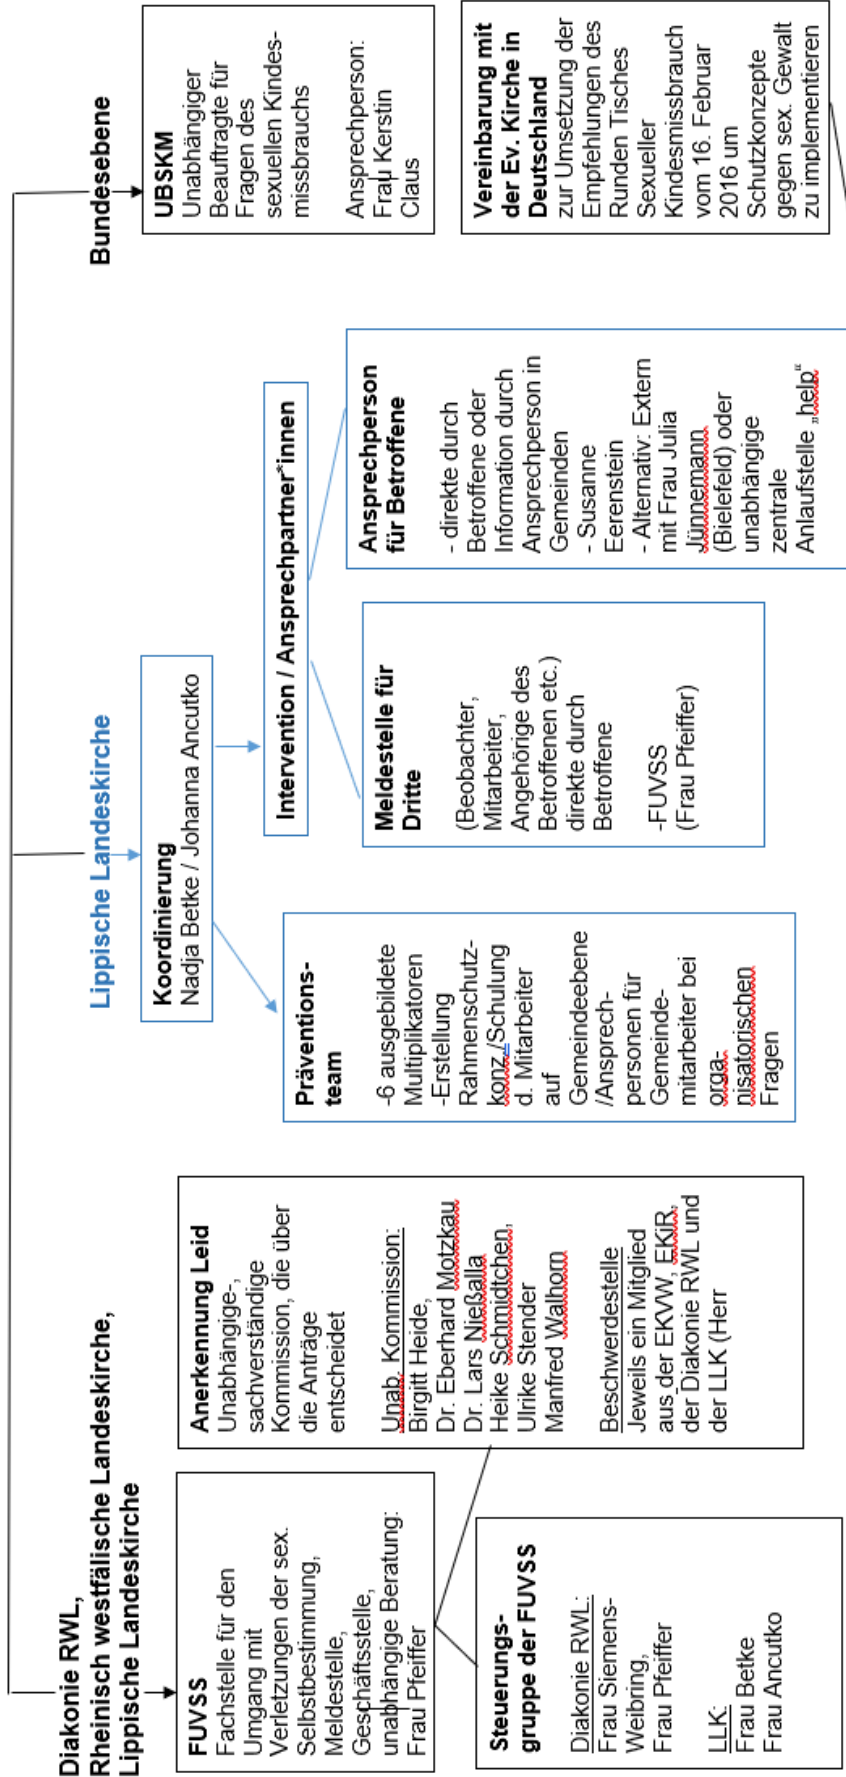 Diakonie RWL,
Rheinisch westfälische Landeskirche,
Lippische Landeskirche
FUVSS
Fachstelle für den
Umgang mit
Verletzungen der sex.
Selbstbestimmung,
Meldestelle,
Geschäftsstelle,
unabhängige Beratung:
Frau Pfeiffer
Steuerungs-
gruppe der FUVSS
Diakonie RWL:
Frau Siemens-
Weibring,
Frau Pfeiffer
LLK:
Frau Betke
Frau Ancutko
Anerkennung Leid
Unabhängige-,
sachverständige
Kommission, die über
die Anträge
entscheidet
Unab. Kommission:
Birgitt Heide,
Dr. Eberhard Motzkau
Dr. Lars Nießalla
Heike Schmidtchen,
Ulrike Stender
Manfred Walhorn
Beschwerdestelle
Jeweils ein Mitglied
aus der EKVW, EKiR,
der Diakonie RWL und
der LLK (Herr
Lippische Landeskirche
Koordinierung
Nadja Betke / Johanna Ancutko
Präventions-
team
-6 ausgebildete
Multiplikatoren
-Erstellung
Rahmenschutz-
konz./Schulung
d. Mitarbeiter
auf
Gemeindeebene
/Ansprech-
personen für
Gemeinde-
mitarbeiter bei
orga-
nisatorischen
Fragen
Intervention / Ansprechpartner*innen
Meldestelle für
Dritte
(Beobachter,
Mitarbeiter,
Angehörige des
Betroffenen etc.)
direkte durch
Betroffene
-FUVSS
(Frau Pfeiffer)
Ansprechperson
für Betroffene
- direkte durch
Betroffene oder
Information durch
Ansprechperson in
Gemeinden
- Susanne
Eerenstein
- Alternativ: Extern
mit Frau Julia
Jünnemann
(Bielefeld) oder
unabhängige
zentrale
Anlaufstelle „help“
Bundesebene
UBSKM
Unabhängiger
Beauftragte für
Fragen des
sexuellen Kindes-
missbrauchs
Ansprechperson:
Frau Kerstin
Claus
Vereinbarung mit
der Ev. Kirche in
Deutschland
zur Umsetzung der
Empfehlungen des
Runden Tisches
Sexueller
Kindesmissbrauch
vom 16. Februar
2016 um
Schutzkonzepte
gegen sex. Gewalt
zu implementieren